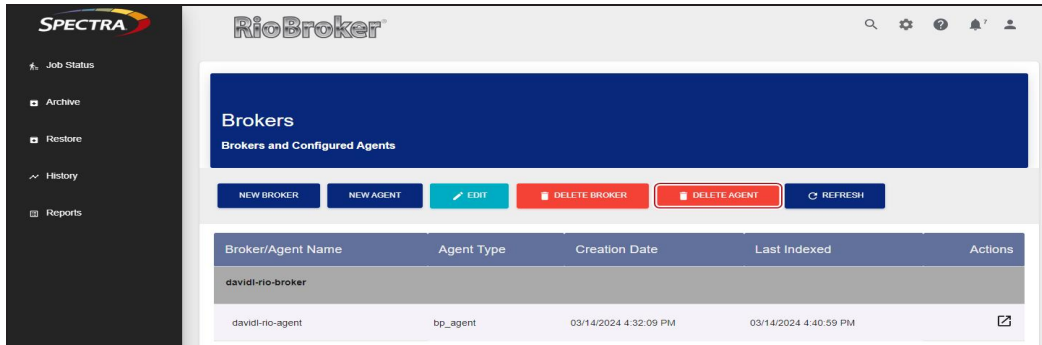 SPECTRA
RioBroker®
7
Job Status
Archive
Restore
History
Reports
Brokers
Brokers and Configured Agents
NEW BROKER NEW AGENT EDIT DELETE BROKER DELETE AGENT REFRESH
Broker/Agent Name Agent Type Creation Date Last Indexed Actions
davidl-rio-broker
davidl-rio-agent bp_agent 03/14/2024 4:32:09 PM 03/14/2024 4:40:59 PM